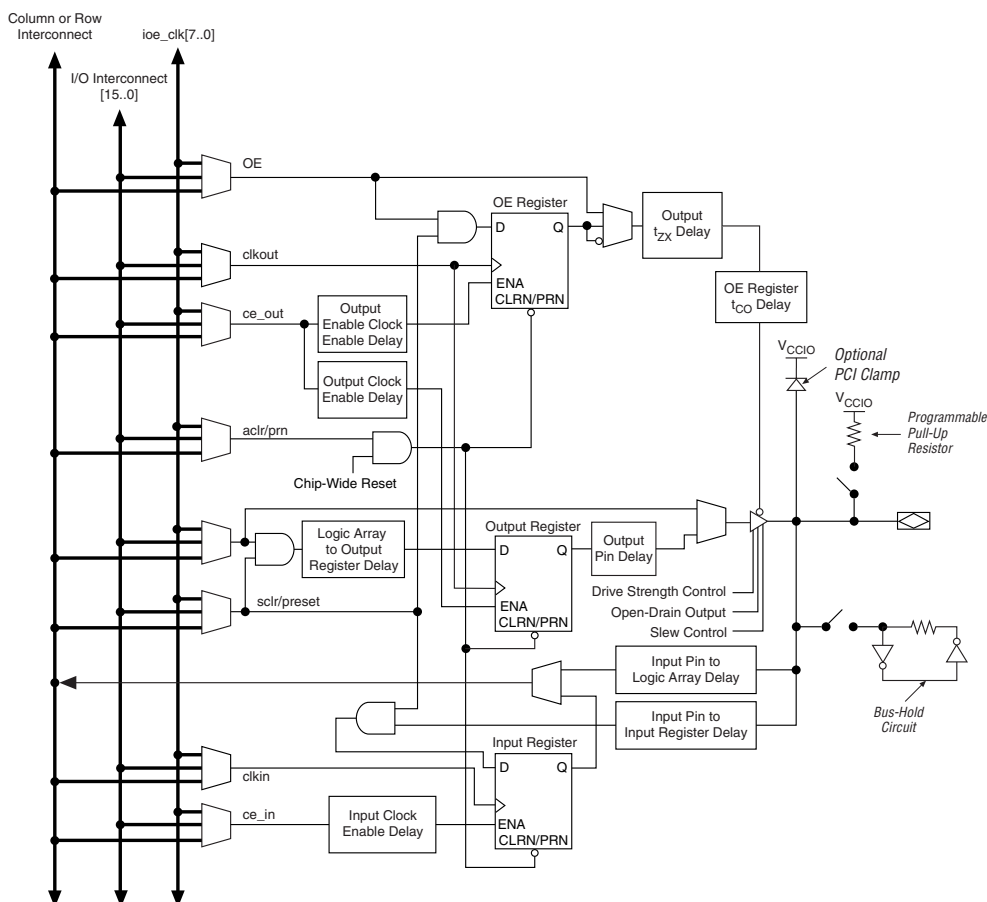 Column or Row
Interconnect
ioe_clk[7..0]
I/O Interconnect
[15..0]
OE
OE Register
D
Q
ENA
CLRN/PRN
Output
tZX Delay
clkout
OE Register
tCO Delay
ce_out
Output
Enable Clock
Enable Delay
Output Clock
Enable Delay
VCCIO
Optional
PCI Clamp
VCCIO
Programmable
Pull-Up
Resistor
aclr/prn
Chip-Wide Reset
Logic Array
to Output
Register Delay
Output Register
D
Q
ENA
CLRN/PRN
Output
Pin Delay
Drive Strength Control
Open-Drain Output
Slew Control
sclr/preset
Input Pin to
Logic Array Delay
Input Pin to
Input Register Delay
Bus-Hold
Circuit
Input Register
D
Q
ENA
CLRN/PRN
clkin
ce_in
Input Clock
Enable Delay